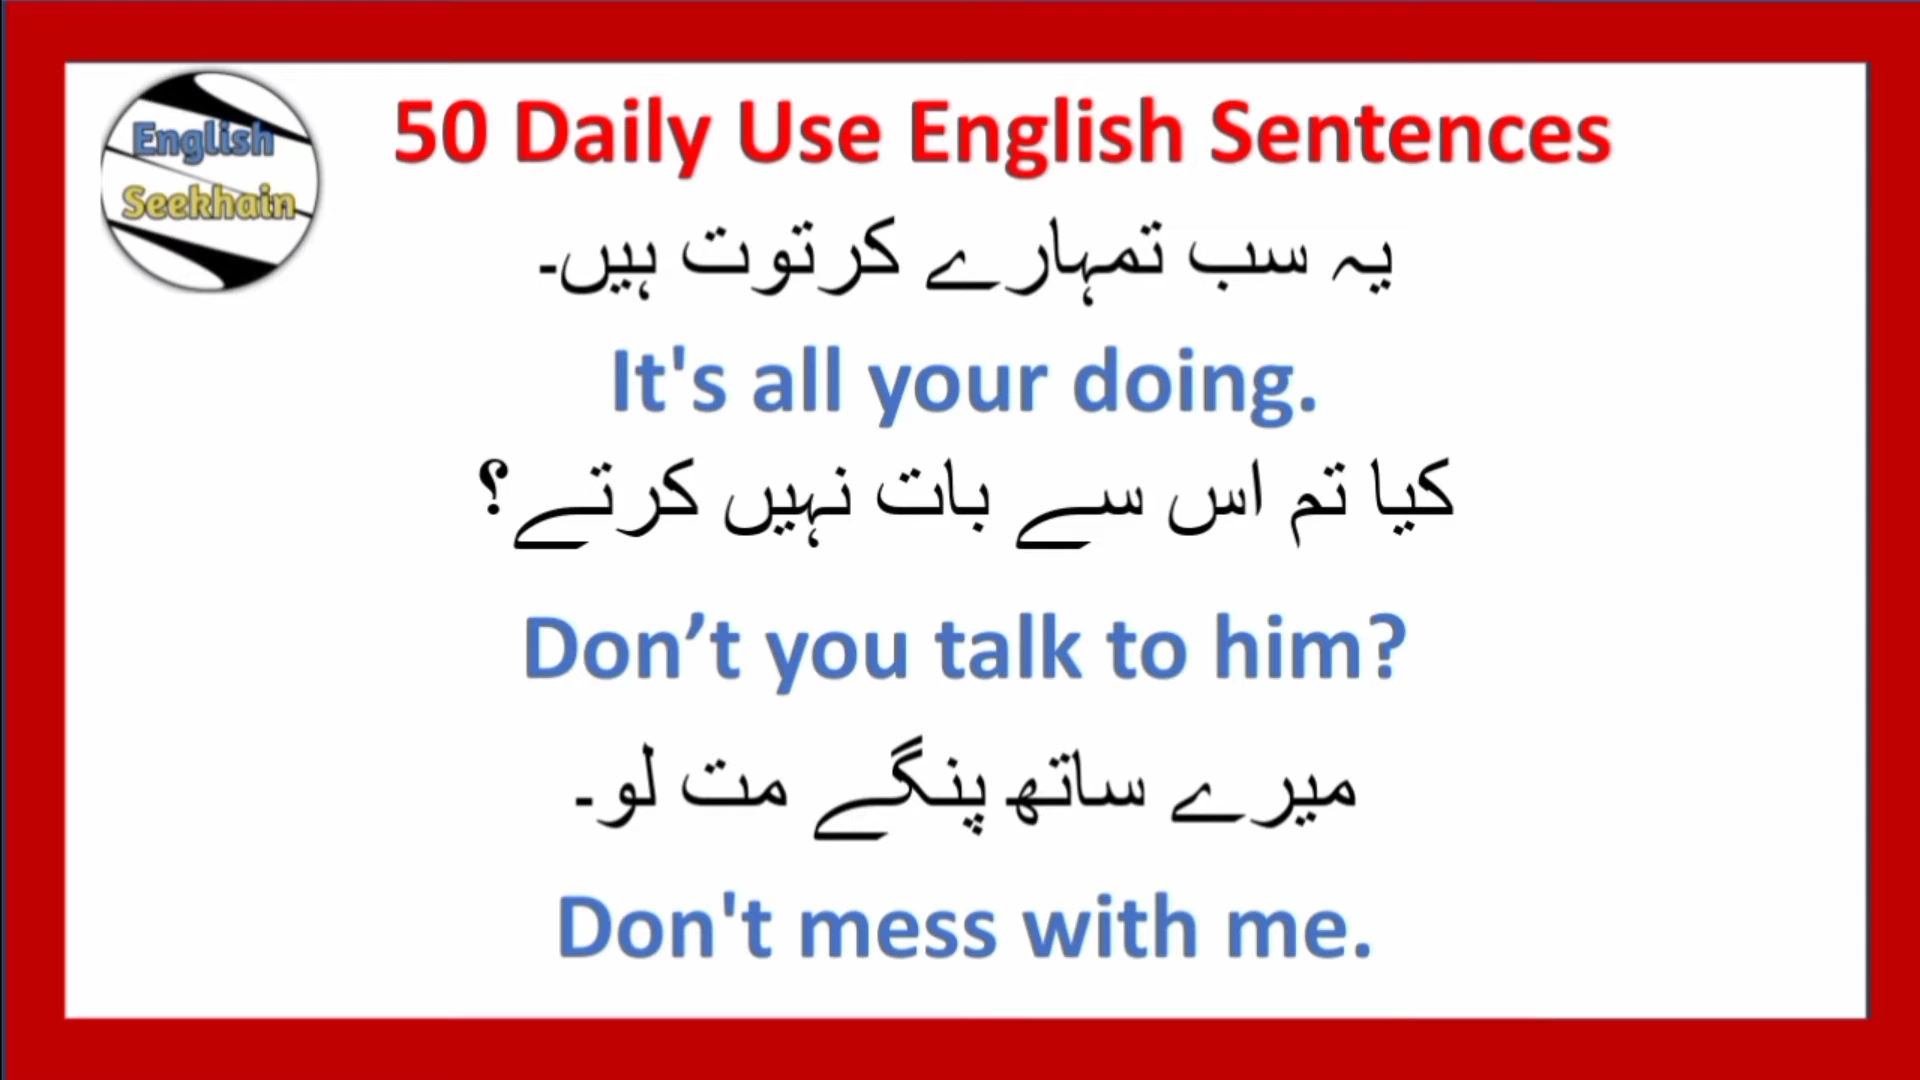 English
Seekhain
50 Daily Use English Sentences
یہ سب تمہارے کرتوت ہیں۔
It's all your doing.
کیا تم اس سے بات نہیں کرتے؟
Don’t you talk to him?
میرے ساتھ پنگے مت لو۔
Don't mess with me.